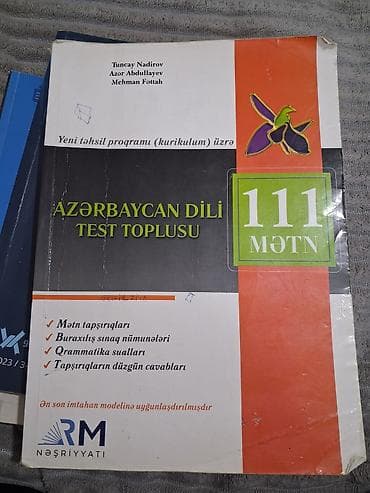 Tuncay Nadirov
Azər Abdullayev
Mehman Fəttah
Yeni təhsil proqramı (kurikulum) üzrə
AZƏRBAYCAN DİLİ
TEST TOPLUSU
111
MƏTN
✓ Mətn tapşırıqları
✓ Buraxılış sınaq nümunələri
✓ Qrammatika sualları
✓ Tapşırıqların düzgün cavabları
Ən son imtahan modelinə uyğunlaşdırılmışdır
RM
NƏŞRİYYATI